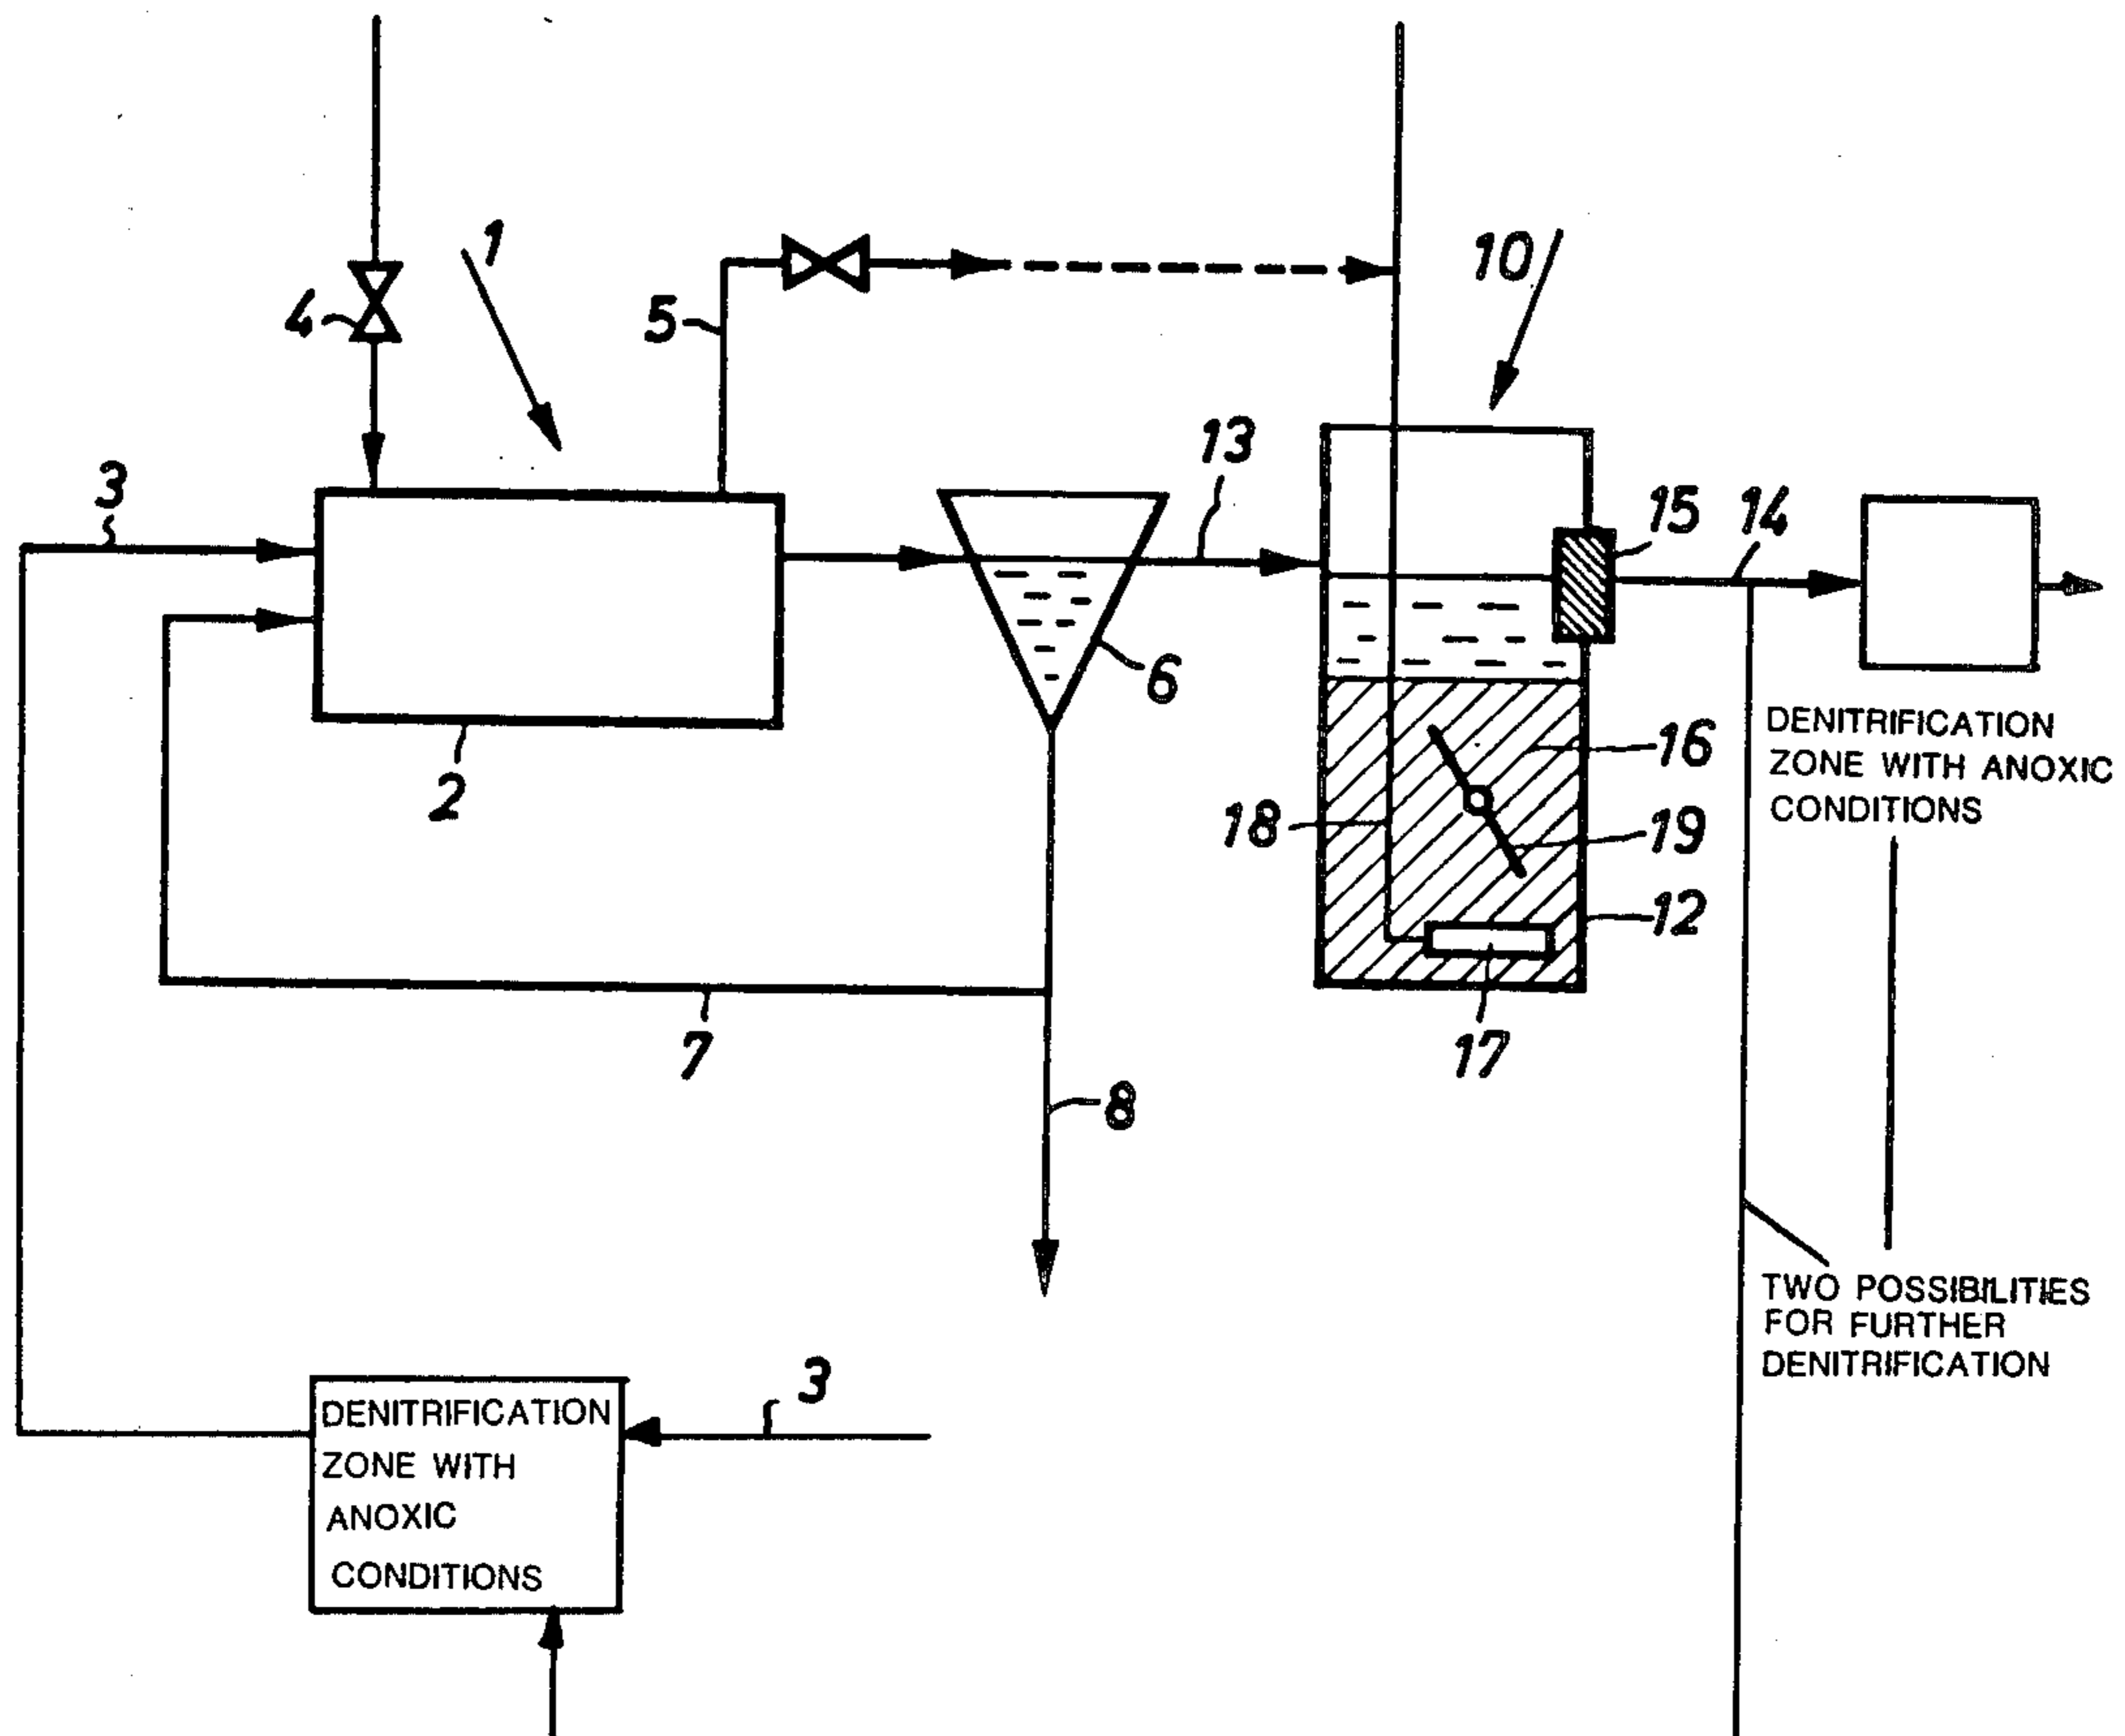 1
10
4
5
13
3
15
14
6
2
16
DENITRIFICATION
ZONE WITH ANOXIC
CONDITIONS
18
19
12
7
17
8
TWO POSSIBILITIES
FOR FURTHER
DENITRIFICATION
3
DENITRIFICATION
ZONE WITH
ANOXIC
CONDITIONS